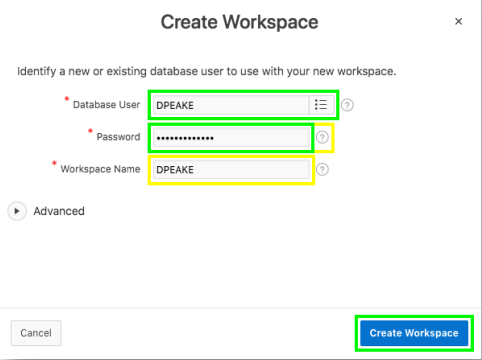 Create Workspace
×
Identify a new or existing database user to use with your new workspace.
* Database User DPEAKE ?
* Password ••••••••••••• ?
* Workspace Name DPEAKE ?
Advanced
Cancel Create Workspace